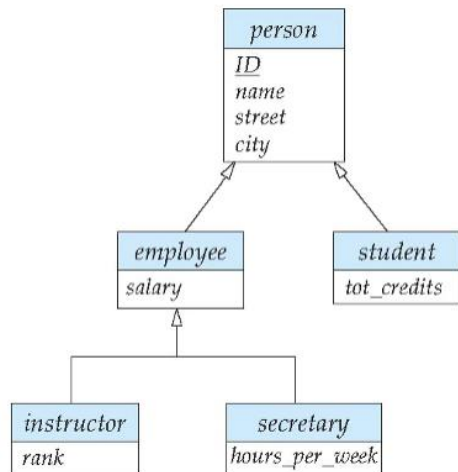 person
ID
name
street
city
employee
salary
student
tot_credits
instructor
rank
secretary
hours_per_week